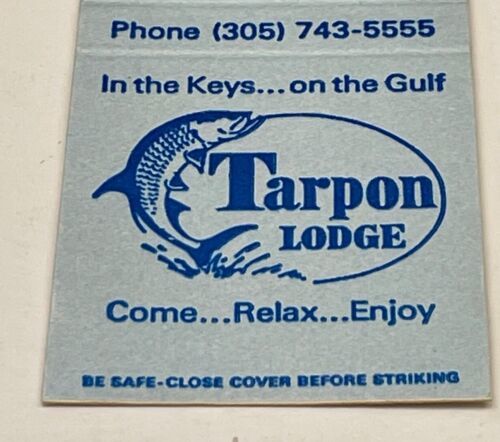 Phone (305) 743-5555
In the Keys...on the Gulf
Tarpon
LODGE
Come...Relax...Enjoy
BE SAFE-CLOSE COVER BEFORE STRIKING